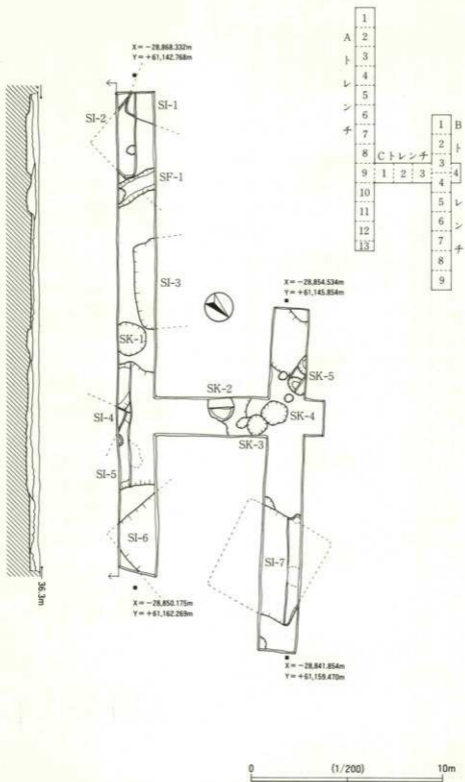 X = −28,868.332m
Y = +61,142.768m
SI-2
SI-1
SF-1
SI-3
SK-1
SI-4
SI-5
SI-6
36.3m
X = −28,850.175m
Y = +61,162.269m
X = −28,854.534m
Y = +61,145.854m
SK-2
SK-5
SK-4
SK-3
SI-7
X = −28,841.854m
Y = +61,159.470m
Aトレンチ
1
2
3
4
5
6
7
8
9
10
11
12
13
Cトレンチ
1 2 3 4
Bトレンチ
1
2
3
4
5
6
7
8
9
0 (1/200) 10m